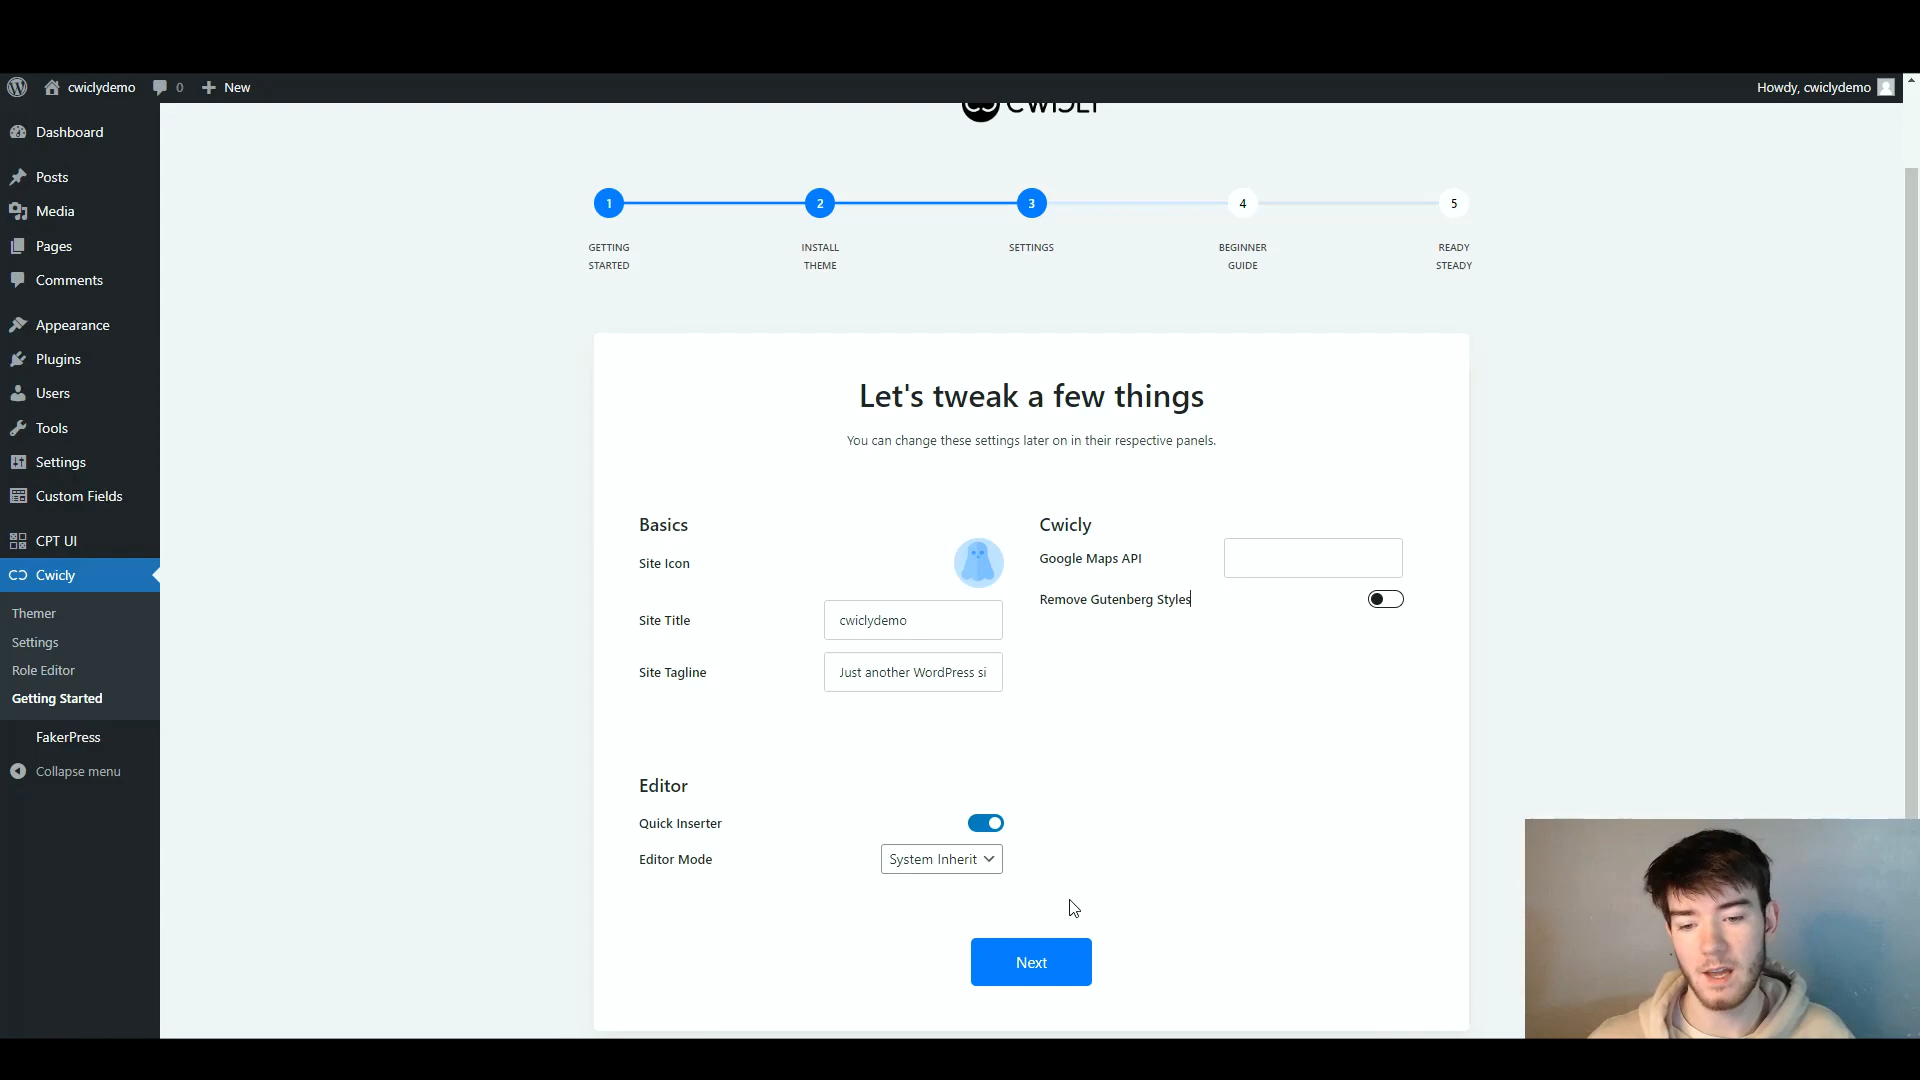 cwiclydemo
0
New
Howdy, cwiclydemo
Dashboard
Posts
Media
Pages
Comments
Appearance
Plugins
Users
Tools
Settings
Custom Fields
CPT UI
Cwicly
Themer
Settings
Role Editor
Getting Started
FakerPress
Collapse menu
CWICLY
1
2
3
4
5
GETTING
STARTED
INSTALL
THEME
SETTINGS
BEGINNER
GUIDE
READY
STEADY
Let's tweak a few things
You can change these settings later on in their respective panels.
Basics
Site Icon
Site Title
cwiclydemo
Site Tagline
Just another WordPress si
Cwicly
Google Maps API
Remove Gutenberg Styles
Editor
Quick Inserter
Editor Mode
System Inherit
Next